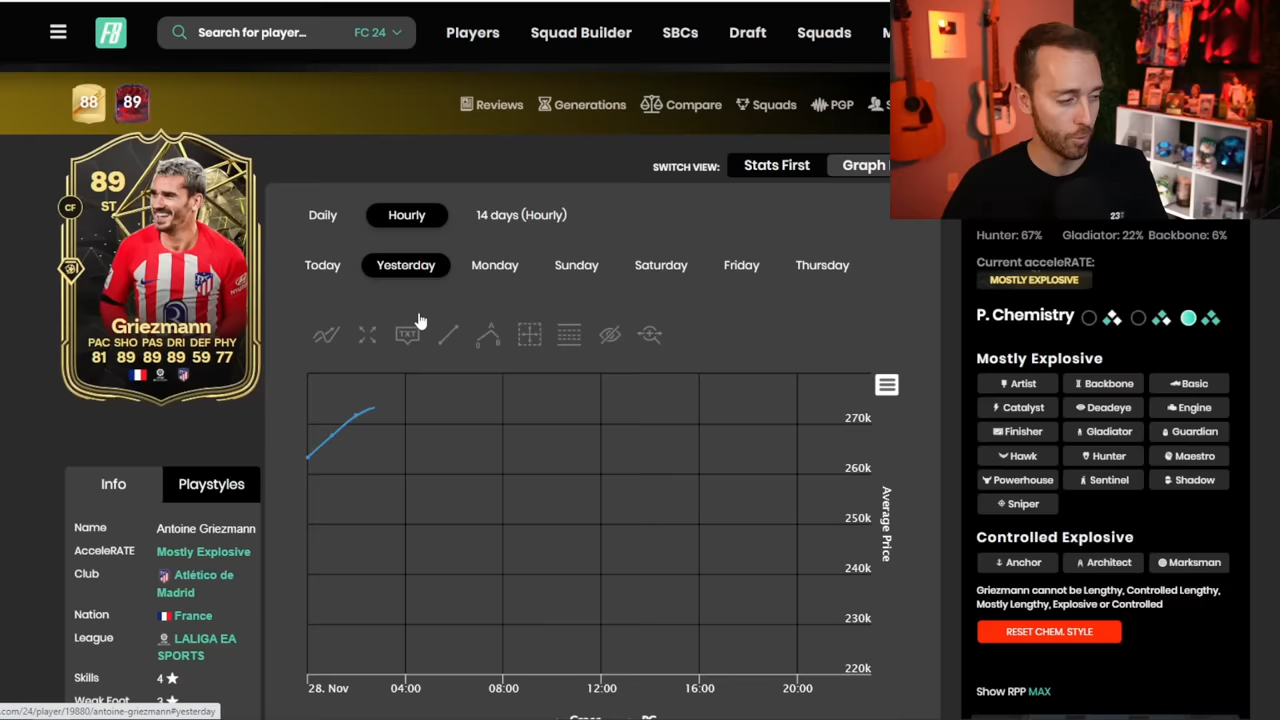 FB
Search for player...
FC 24
Players
Squad Builder
SBCs
Draft
Squads
88
89
Reviews
Generations
Compare
Squads
PGP
SWITCH VIEW:
Stats First
Graph
89
ST
CF
Griezmann
PAC SHO PAS DRI DEF PHY
81 89 89 89 59 77
Daily
Hourly
14 days (Hourly)
Today
Yesterday
Monday
Sunday
Saturday
Friday
Thursday
TXT
270k
260k
250k
240k
230k
220k
Average Price
28. Nov
04:00
08:00
12:00
16:00
20:00
Info
Playstyles
Name
Antoine Griezmann
AcceleRATE
Mostly Explosive
Club
Atlético de
Madrid
Nation
France
League
LALIGA EA
SPORTS
Skills
4
Weak Foot
3
.com/24/player/19880/antoine-griezmann#yesterday
Hunter: 67%
Gladiator: 22%
Backbone: 6%
Current acceleRATE:
MOSTLY EXPLOSIVE
P. Chemistry
Mostly Explosive
Artist
Backbone
Basic
Catalyst
Deadeye
Engine
Finisher
Gladiator
Guardian
Hawk
Hunter
Maestro
Powerhouse
Sentinel
Shadow
Sniper
Controlled Explosive
Anchor
Architect
Marksman
Griezmann cannot be Lengthy, Controlled Lengthy,
Mostly Lengthy, Explosive or Controlled
RESET CHEM. STYLE
Show RPP MAX